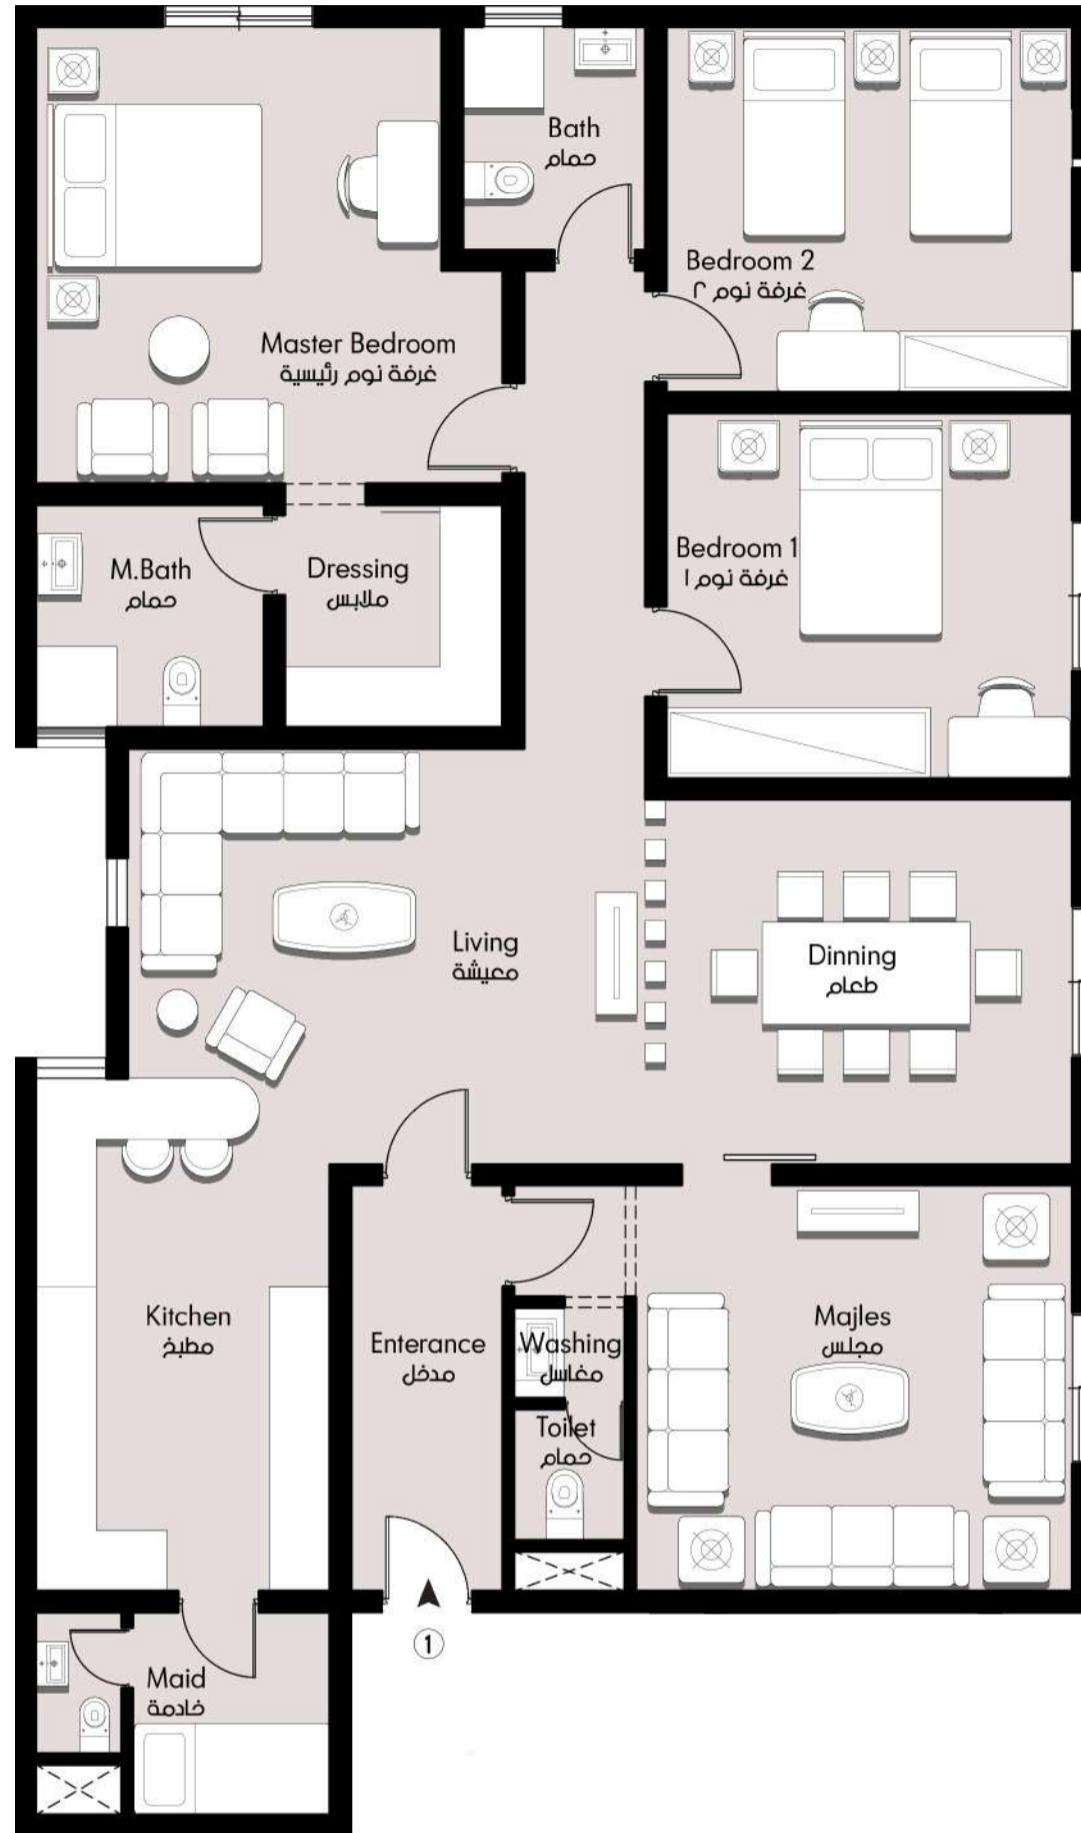 Bath
حمام
Bedroom 2
غرفة نوم ٢
Master Bedroom
غرفة نوم رئيسية
Bedroom 1
غرفة نوم ١
M.Bath
حمام
Dressing
ملابس
Living
معيشة
Dinning
طعام
Kitchen
مطبخ
Enterance
مدخل
Washing
مغاسل
Toilet
حمام
Majles
مجلس
1
Maid
خادمة